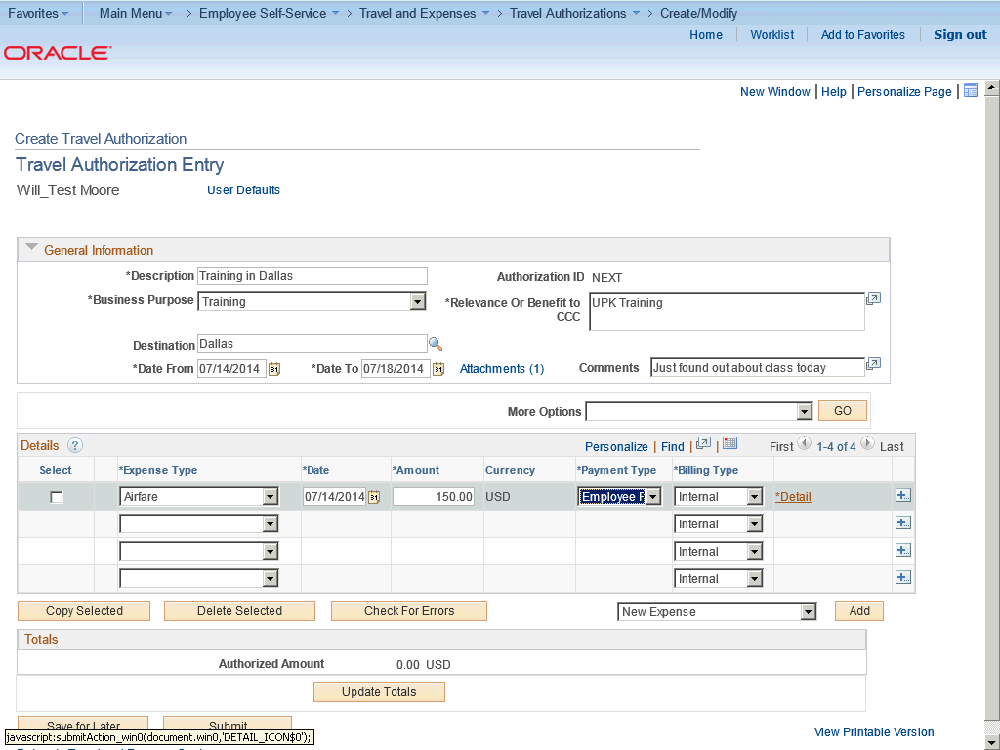 Favorites Main Menu > Employee Self-Service > Travel and Expenses > Travel Authorizations > Create/Modify
Home Worklist Add to Favorites Sign out
ORACLE
New Window | Help | Personalize Page |
Create Travel Authorization
Travel Authorization Entry
Will_Test Moore User Defaults
General Information
*Description Training in Dallas Authorization ID NEXT
*Business Purpose Training *Relevance Or Benefit to CCC UPK Training
Destination Dallas
*Date From 07/14/2014 31 *Date To 07/18/2014 31 Attachments (1) Comments Just found out about class today
More Options GO
Details ? Personalize | Find | | First 1-4 of 4 Last
Select *Expense Type *Date *Amount Currency *Payment Type *Billing Type
Airfare 07/14/2014 31 150.00 USD Employee Internal *Detail
Internal
Internal
Internal
Copy Selected Delete Selected Check For Errors New Expense Add
Totals
Authorized Amount 0.00 USD
Update Totals
Save for Later Submit
View Printable Version
javascript:submitAction_win0(document.win0,'DETAIL_ICON$0');